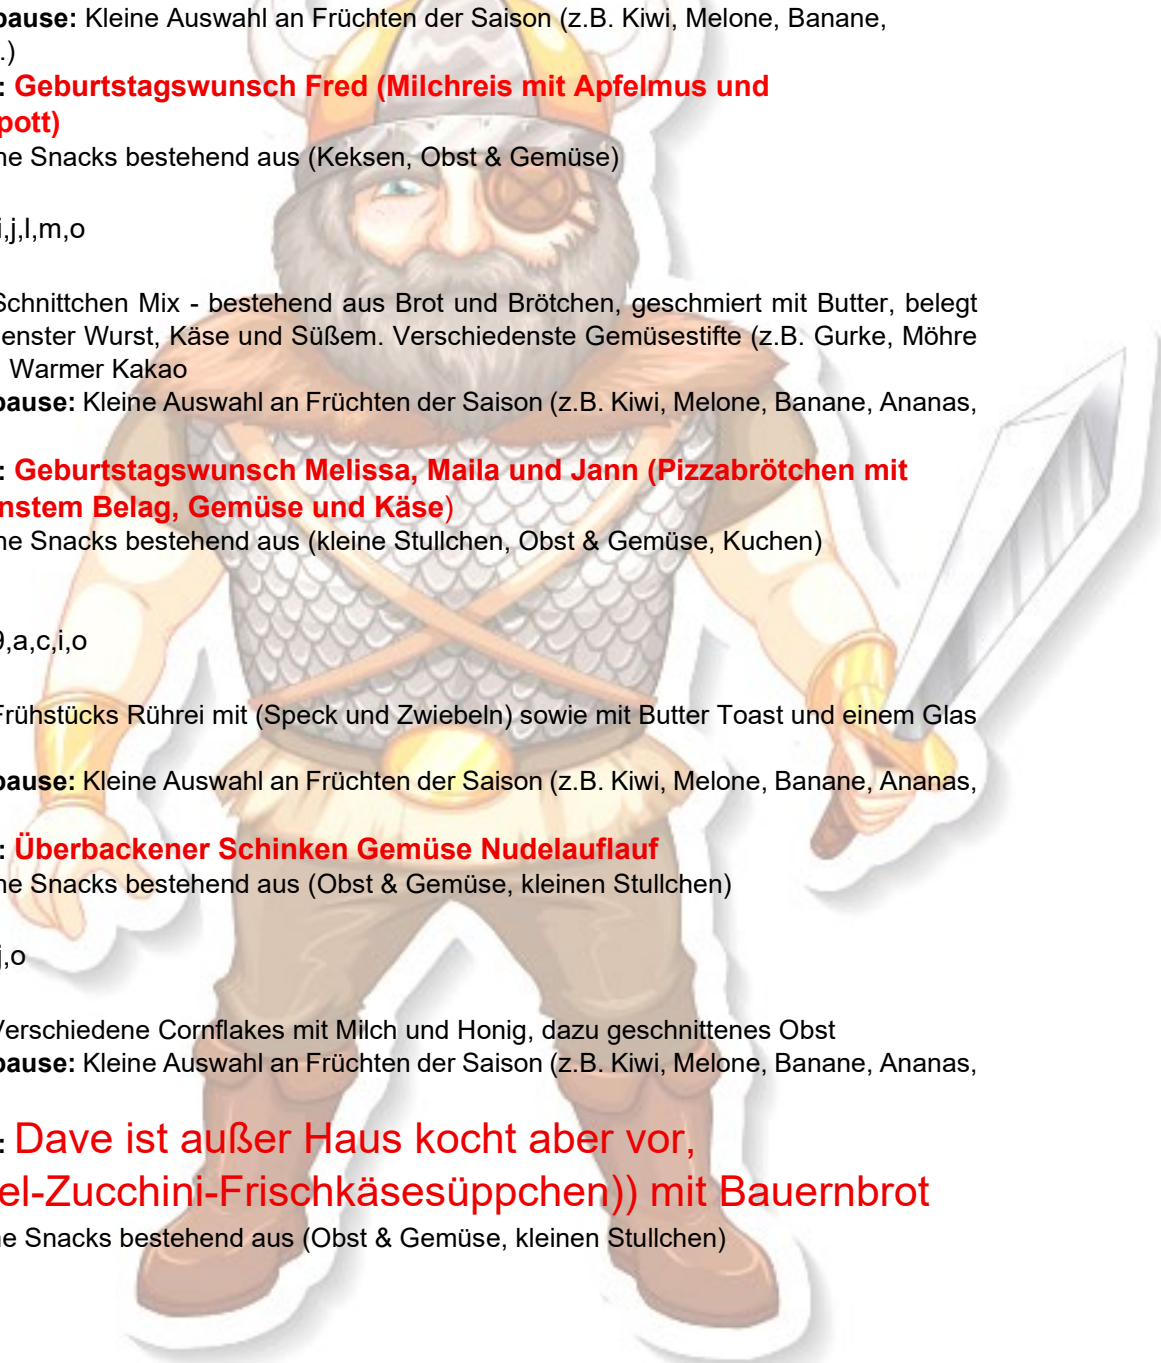 pause: Kleine Auswahl an Früchten der Saison (z.B. Kiwi, Melone, Banane,
.)
: Geburtstagswunsch Fred (Milchreis mit Apfelmus und
pott)
ne Snacks bestehend aus (Keksen, Obst & Gemüse)
i,j,l,m,o
Schnittchen Mix - bestehend aus Brot und Brötchen, geschmiert mit Butter, belegt
enster Wurst, Käse und Süßem. Verschiedenste Gemüsestifte (z.B. Gurke, Möhre
Warmer Kakao
pause: Kleine Auswahl an Früchten der Saison (z.B. Kiwi, Melone, Banane, Ananas,
: Geburtstagswunsch Melissa, Maila und Jann (Pizzabrötchen mit
nstem Belag, Gemüse und Käse)
ne Snacks bestehend aus (kleine Stullchen, Obst & Gemüse, Kuchen)
9,a,c,i,o
Frühstücks Rührei mit (Speck und Zwiebeln) sowie mit Butter Toast und einem Glas
pause: Kleine Auswahl an Früchten der Saison (z.B. Kiwi, Melone, Banane, Ananas,
: Überbackener Schinken Gemüse Nudelauflauf
ne Snacks bestehend aus (Obst & Gemüse, kleinen Stullchen)
j,o
Verschiedene Cornflakes mit Milch und Honig, dazu geschnittenes Obst
pause: Kleine Auswahl an Früchten der Saison (z.B. Kiwi, Melone, Banane, Ananas,
: Dave ist außer Haus kocht aber vor,
el-Zucchini-Frischkäsesüppchen)) mit Bauernbrot
ne Snacks bestehend aus (Obst & Gemüse, kleinen Stullchen)